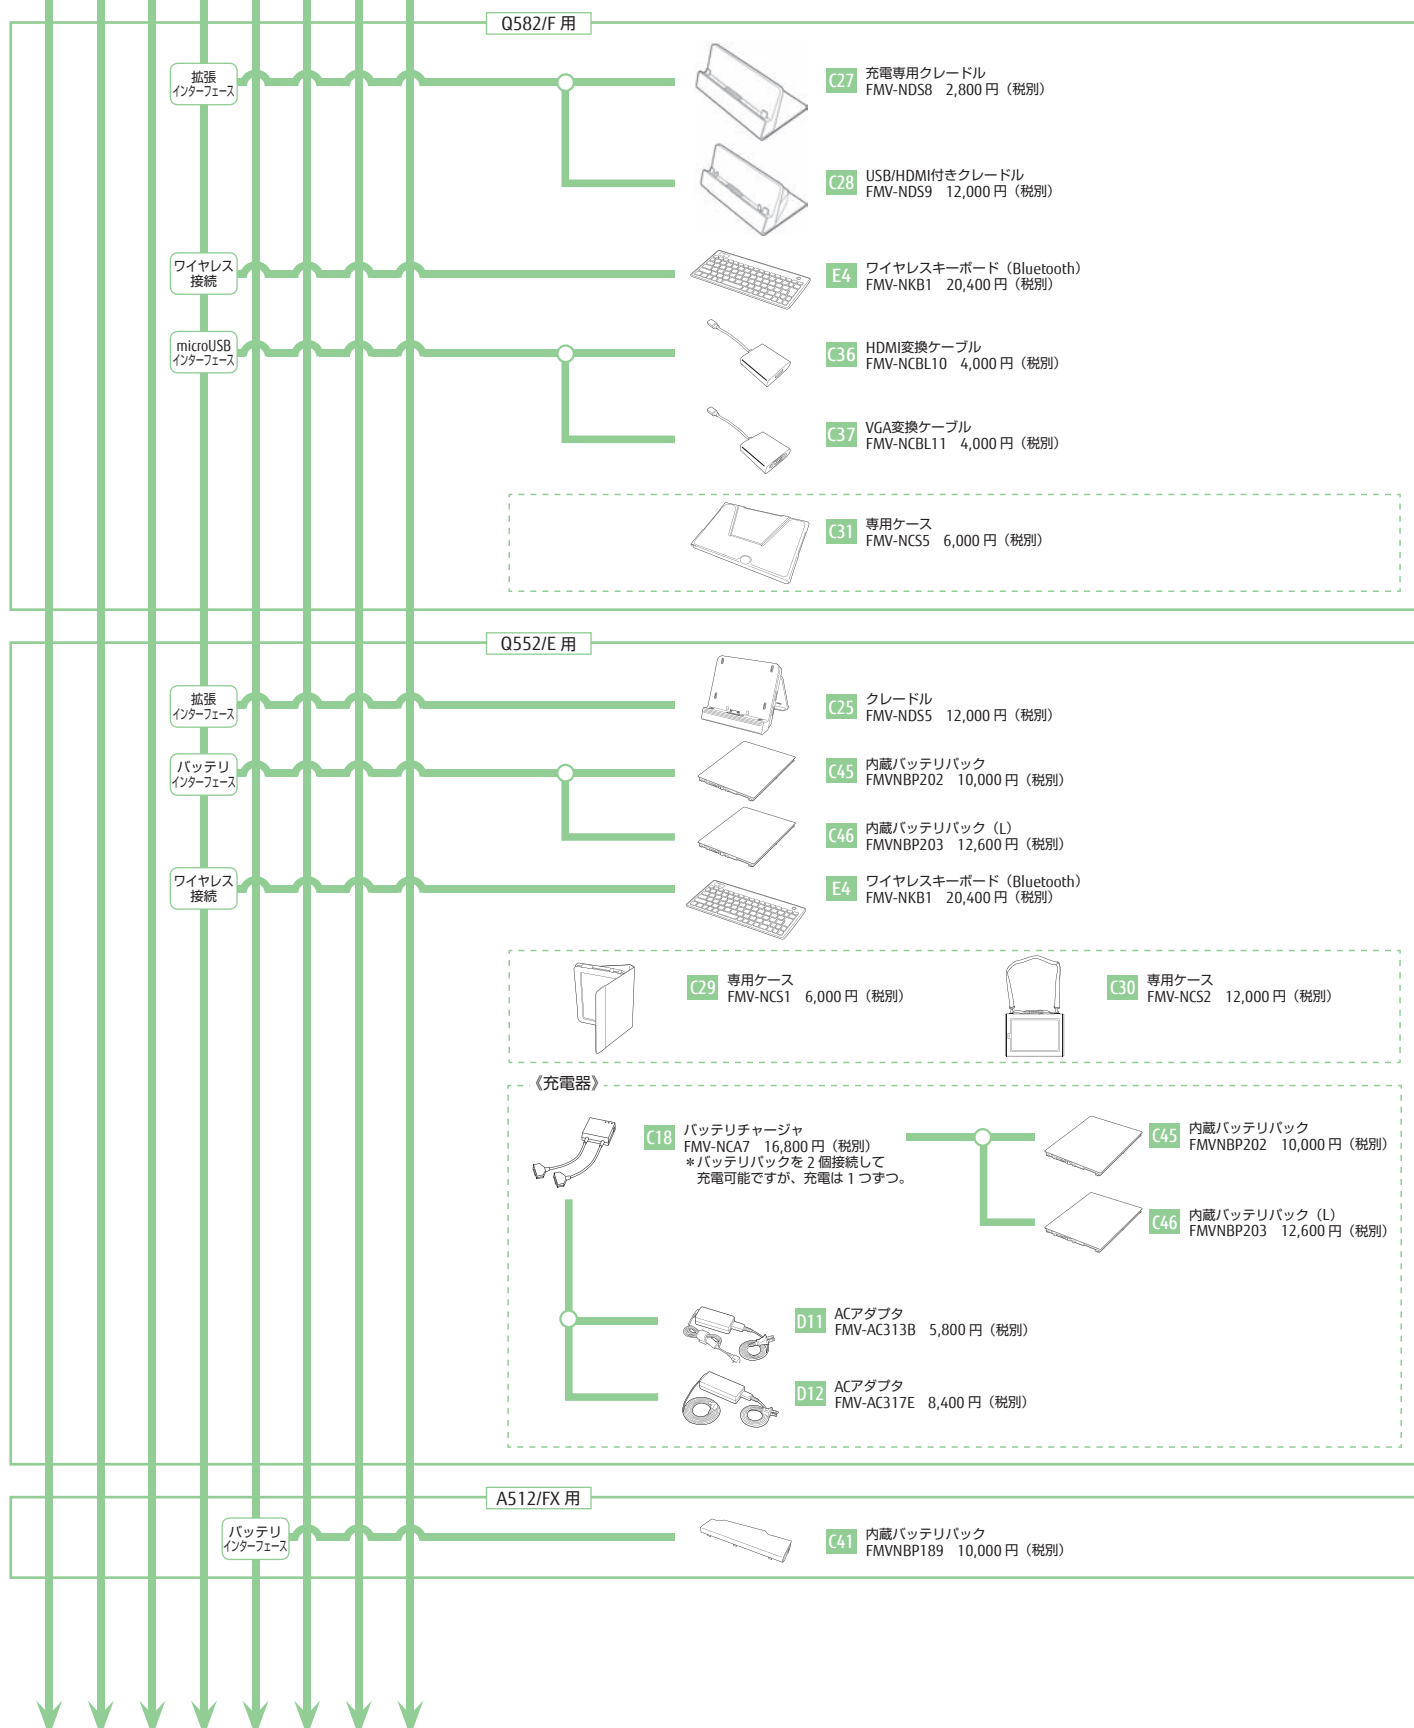 Q582/F 用
拡張
インターフェース
C27
充電専用クレードル
FMV-NDS8 2,800 円（税別）
C28
USB/HDMI付きクレードル
FMV-NDS9 12,000 円（税別）
ワイヤレス
接続
E4
ワイヤレスキーボード（Bluetooth）
FMV-NKB1 20,400 円（税別）
microUSB
インターフェース
C36
HDMI変換ケーブル
FMV-NCBL10 4,000 円（税別）
C37
VGA変換ケーブル
FMV-NCBL11 4,000 円（税別）
C31
専用ケース
FMV-NCS5 6,000 円（税別）
Q552/E 用
拡張
インターフェース
C25
クレードル
FMV-NDS5 12,000 円（税別）
バッテリ
インターフェース
C45
内蔵バッテリパック
FMVNBP202 10,000 円（税別）
C46
内蔵バッテリパック（L）
FMVNBP203 12,600 円（税別）
ワイヤレス
接続
E4
ワイヤレスキーボード（Bluetooth）
FMV-NKB1 20,400 円（税別）
C29
専用ケース
FMV-NCS1 6,000 円（税別）
C30
専用ケース
FMV-NCS2 12,000 円（税別）
《充電器》
C18
バッテリチャージャ
FMV-NCA7 16,800 円（税別）
＊バッテリパックを 2 個接続して
充電可能ですが、充電は 1 つずつ。
C45
内蔵バッテリパック
FMVNBP202 10,000 円（税別）
C46
内蔵バッテリパック（L）
FMVNBP203 12,600 円（税別）
D11
ACアダプタ
FMV-AC313B 5,800 円（税別）
D12
ACアダプタ
FMV-AC317E 8,400 円（税別）
A512/FX 用
バッテリ
インターフェース
C41
内蔵バッテリパック
FMVNBP189 10,000 円（税別）